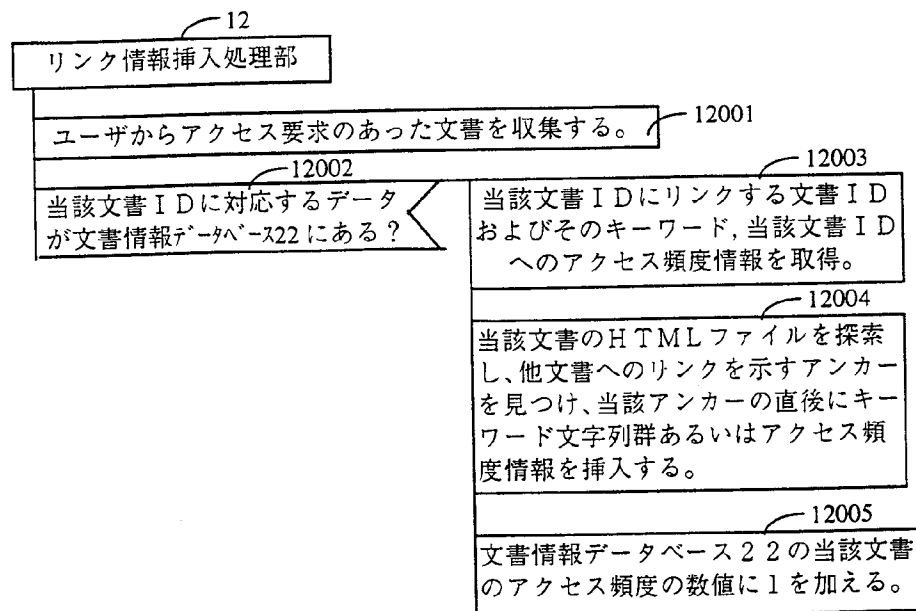 12
リンク情報挿入処理部
12001
ユーザからアクセス要求のあった文書を収集する。
12002
当該文書IDに対応するデータ
が文書情報ﾃﾞｰﾀﾍﾞｰｽ22にある?
12003
当該文書IDにリンクする文書ID
およびそのキーワード,当該文書ID
へのアクセス頻度情報を取得。
12004
当該文書のHTMLファイルを探索
し、他文書へのリンクを示すアンカー
を見つけ、当該アンカーの直後にキー
ワード文字列群あるいはアクセス頻
度情報を挿入する。
12005
文書情報データベース22の当該文書
のアクセス頻度の数値に1を加える。